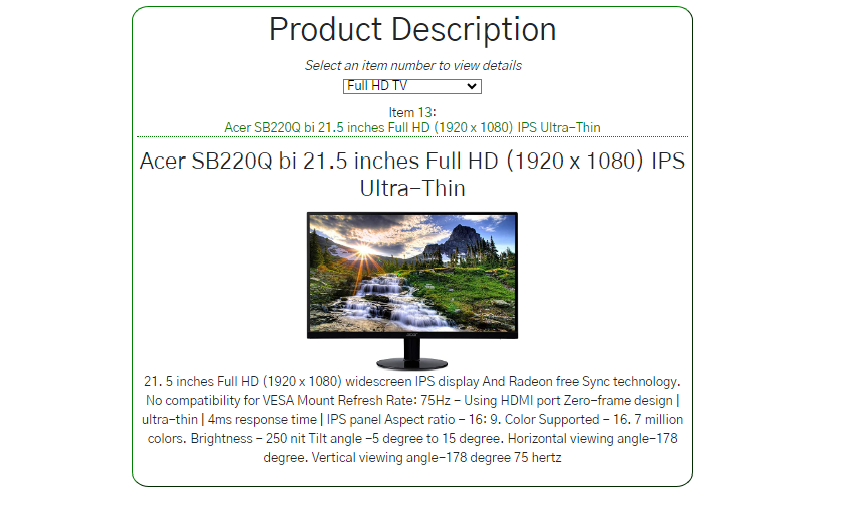 Product Description
Select an item number to view details
Full HD TV
Item 13:
Acer SB220Q bi 21.5 inches Full HD (1920 x 1080) IPS Ultra-Thin
Acer SB220Q bi 21.5 inches Full HD (1920 x 1080) IPS
Ultra-Thin
21. 5 inches Full HD (1920 x 1080) widescreen IPS display And Radeon free Sync technology.
No compatibility for VESA Mount Refresh Rate: 75Hz - Using HDMI port Zero-frame design |
ultra-thin | 4ms response time | IPS panel Aspect ratio - 16: 9. Color Supported - 16. 7 million
colors. Brightness - 250 nit Tilt angle -5 degree to 15 degree. Horizontal viewing angle-178
degree. Vertical viewing angle-178 degree 75 hertz